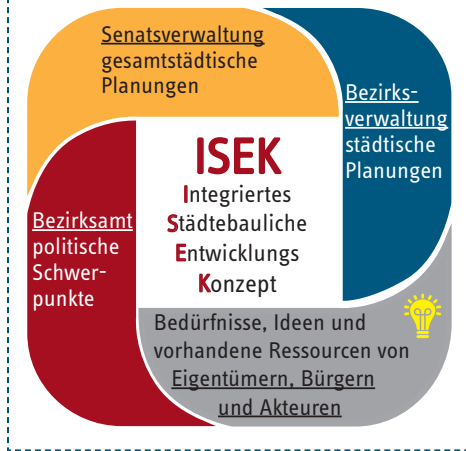 Senatsverwaltung
gesamtstädtische
Planungen
Bezirks-
verwaltung
städtische
Planungen
ISEK
Integriertes
Städtebauliche
Entwicklungs
Konzept
Bezirksamt
politische
Schwer-
punkte
Bedürfnisse, Ideen und
vorhandene Ressourcen von
Eigentümern, Bürgern
und Akteuren